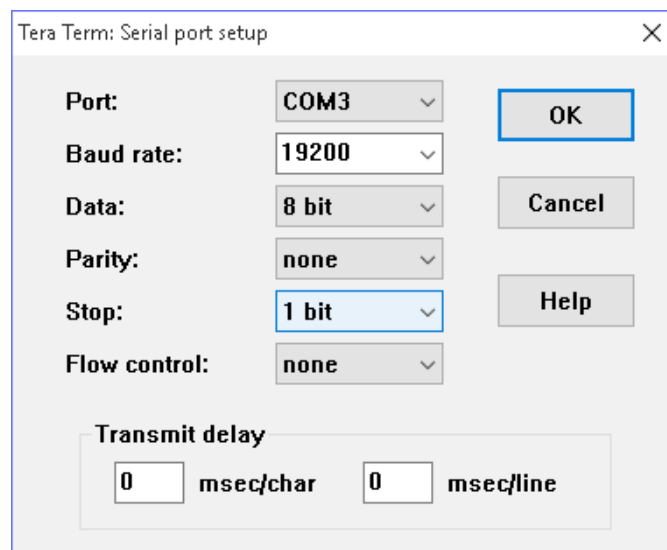 Tera Term: Serial port setup
Port: COM3 OK
Baud rate: 19200
Data: 8 bit Cancel
Parity: none
Stop: 1 bit Help
Flow control: none
Transmit delay
0 msec/char 0 msec/line